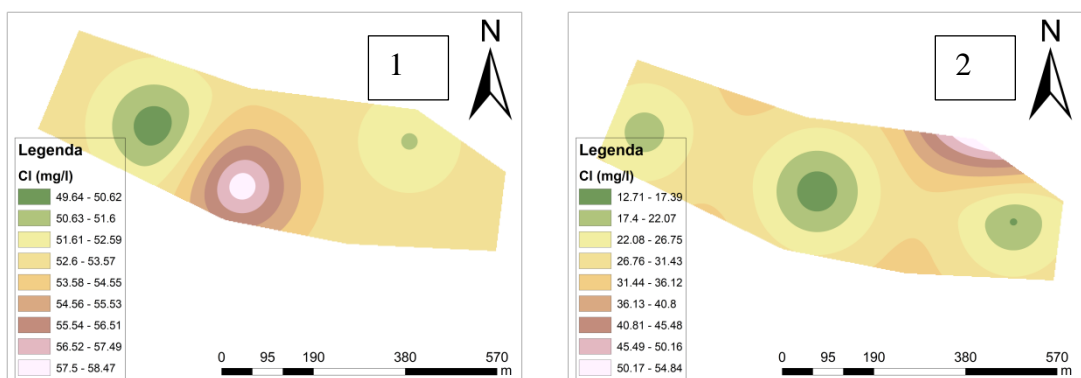 1
N
Legenda
Cl (mg/l)
49.64 - 50.62
50.63 - 51.6
51.61 - 52.59
52.6 - 53.57
53.58 - 54.55
54.56 - 55.53
55.54 - 56.51
56.52 - 57.49
57.5 - 58.47
0 95 190 380 570
m
2
N
Legenda
Cl (mg/l)
12.71 - 17.39
17.4 - 22.07
22.08 - 26.75
26.76 - 31.43
31.44 - 36.12
36.13 - 40.8
40.81 - 45.48
45.49 - 50.16
50.17 - 54.84
0 95 190 380 570
m